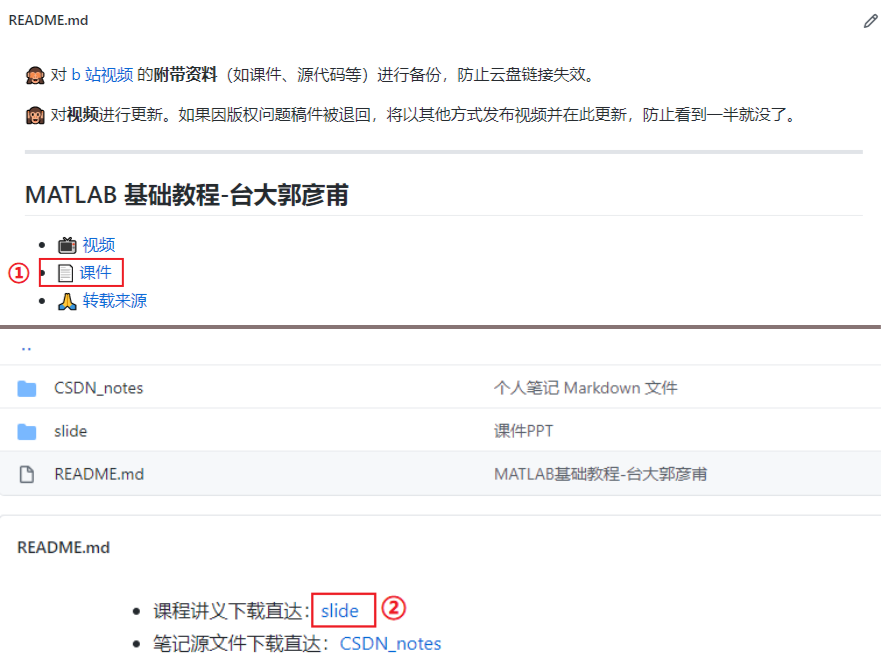 README.md
🙈 对 b 站视频 的附带资料（如课件、源代码等）进行备份，防止云盘链接失效。
🙉 对视频进行更新。如果因版权问题稿件被退回，将以其他方式发布视频并在此更新，防止看到一半就没了。
MATLAB 基础教程-台大郭彦甫
• 📺 视频
① • 📄 课件
• 🙏 转载来源
..
CSDN_notes 个人笔记 Markdown 文件
slide 课件PPT
README.md MATLAB基础教程-台大郭彦甫
README.md
• 课程讲义下载直达：slide ②
• 笔记源文件下载直达：CSDN_notes